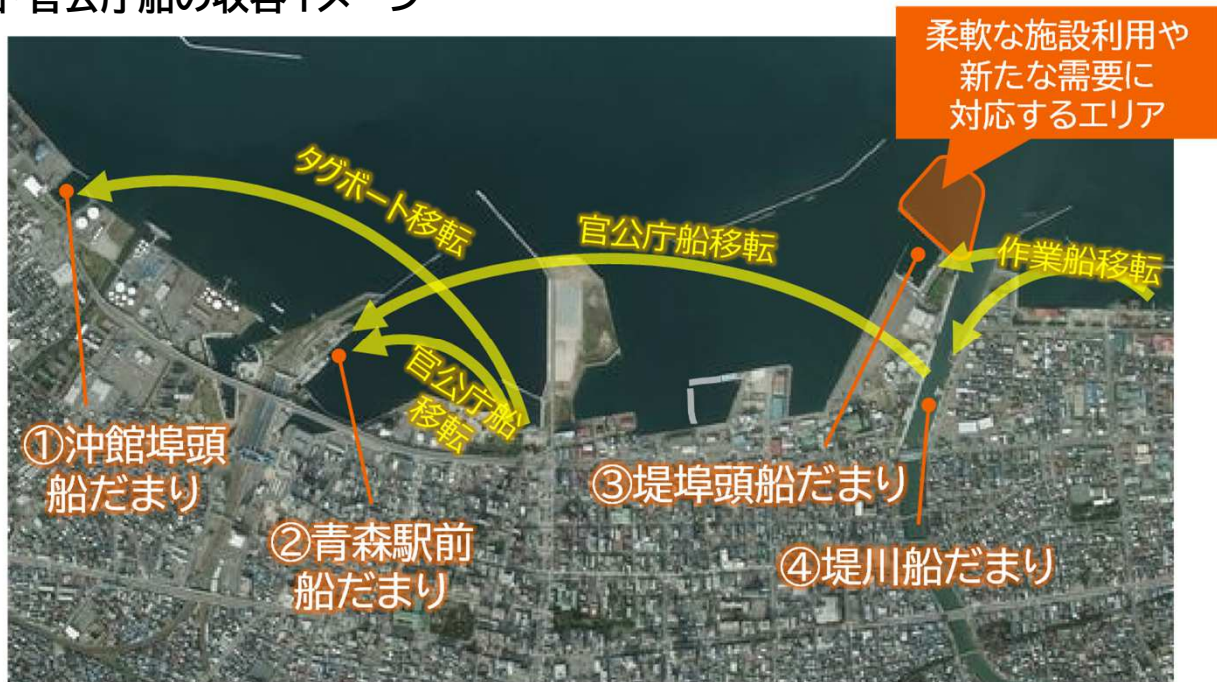 官公庁船の収容イメージ
柔軟な施設利用や
新たな需要に
対応するエリア
タグボート移転
官公庁船移転
作業船移転
官公庁船
移転
①沖館埠頭
船だまり
②青森駅前
船だまり
③堤埠頭船だまり
④堤川船だまり